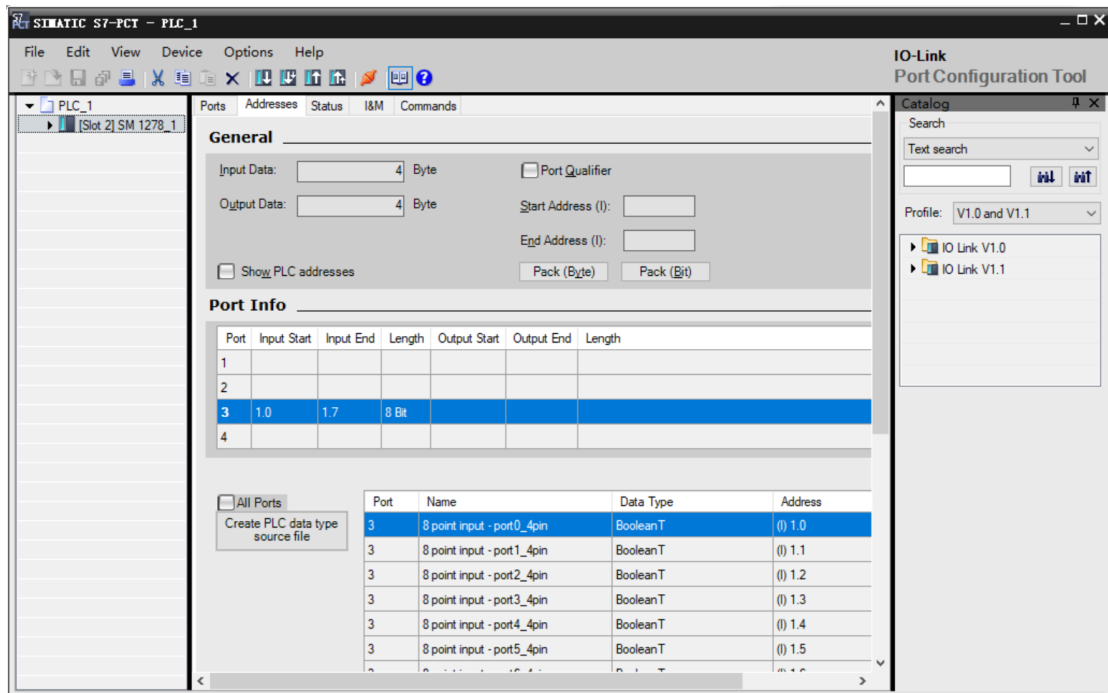 SIMATIC S7-PCT - PLC_1
File Edit View Device Options Help
IO-Link
Port Configuration Tool
PLC_1
[Slot 2] SM 1278_1
Ports Addresses Status I&M Commands
General
Input Data: 4 Byte
Port Qualifier
Output Data: 4 Byte
Start Address (I):
End Address (I):
Show PLC addresses
Pack (Byte) Pack (Bit)
Port Info
Port Input Start Input End Length Output Start Output End Length
1
2
3 1.0 1.7 8 Bit
4
All Ports
Create PLC data type
source file
Port Name Data Type Address
3 8 point input - port0_4pin BooleanT (I) 1.0
3 8 point input - port1_4pin BooleanT (I) 1.1
3 8 point input - port2_4pin BooleanT (I) 1.2
3 8 point input - port3_4pin BooleanT (I) 1.3
3 8 point input - port4_4pin BooleanT (I) 1.4
3 8 point input - port5_4pin BooleanT (I) 1.5
Catalog
Search
Text search
Profile: V1.0 and V1.1
IO Link V1.0
IO Link V1.1